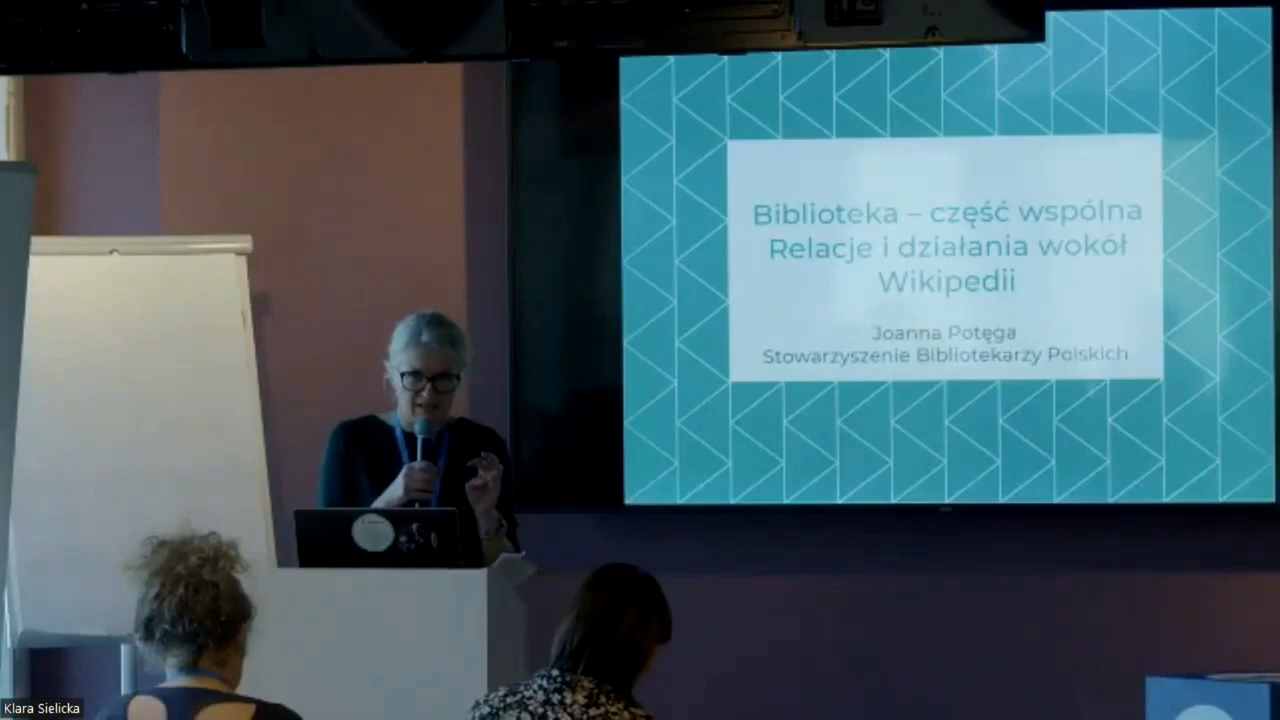 Biblioteka – część wspólna
Relacje i działania wokół
Wikipedii
Joanna Potęga
Stowarzyszenie Bibliotekarzy Polskich
Klara Sielicka